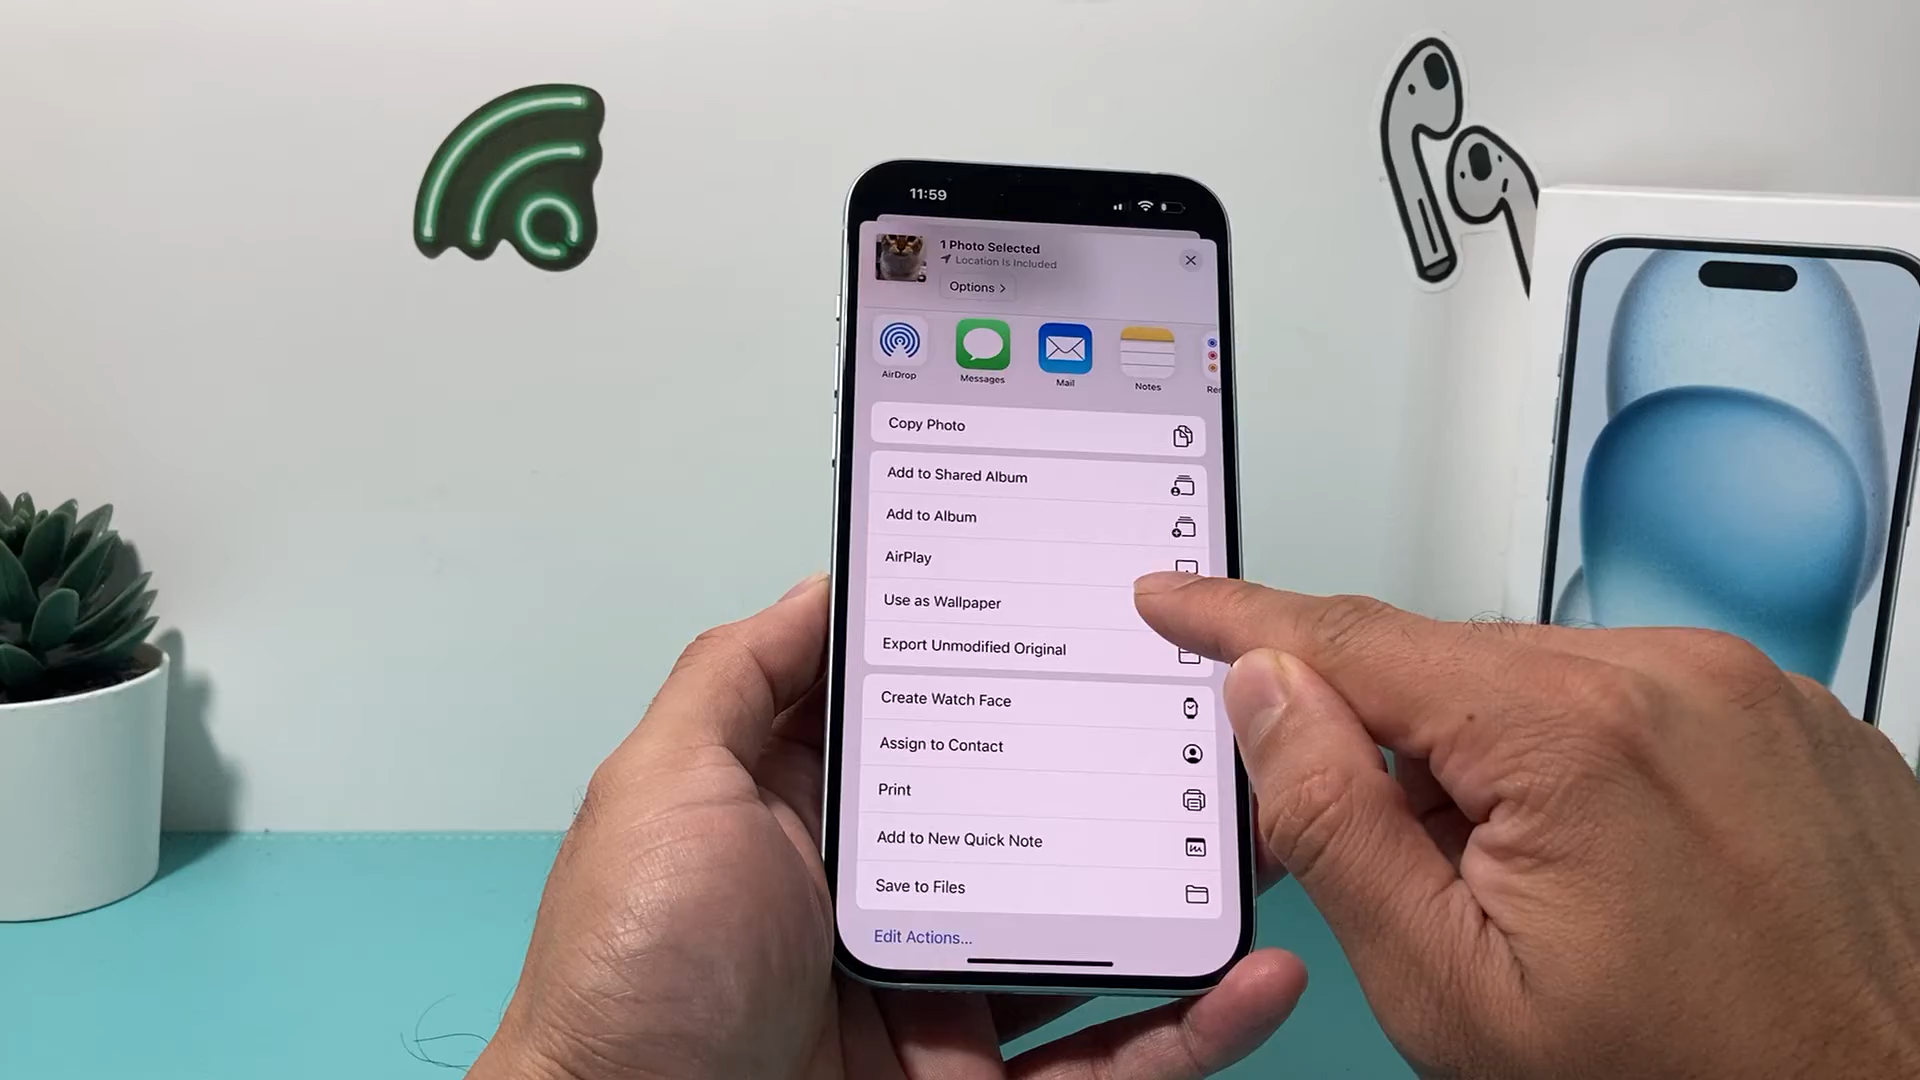 11:59
1 Photo Selected
Location Is Included
Options >
AirDrop
Messages
Mail
Notes
Copy Photo
Add to Shared Album
Add to Album
AirPlay
Use as Wallpaper
Export Unmodified Original
Create Watch Face
Assign to Contact
Print
Add to New Quick Note
Save to Files
Edit Actions...